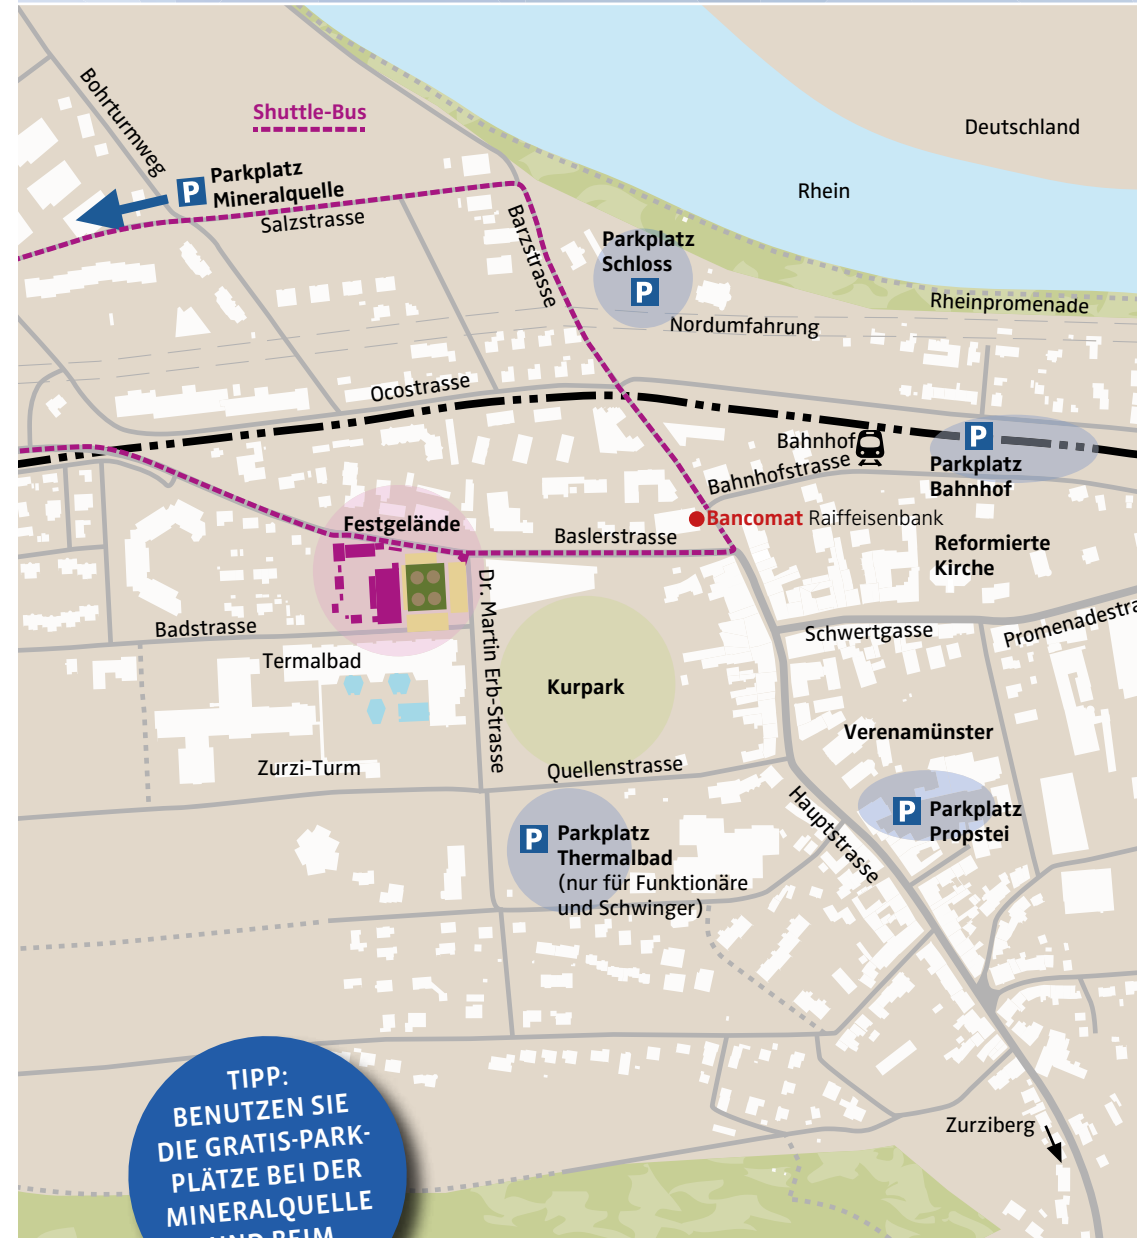 Bohrturmweg
Shuttle-Bus
Deutschland
P Parkplatz
Mineralquelle
Salzstrasse
Rhein
Barzstrasse
Parkplatz
Schloss
P
Rheinpromenade
Nordumfahrung
Ocostrasse
Bahnhof
P
Parkplatz
Bahnhof
Bahnhofstrasse
Festgelände
Bancomat Raiffeisenbank
Baslerstrasse
Reformierte
Kirche
Dr. Martin Erb-Strasse
Badstrasse
Schwertgasse
Termalbad
Kurpark
Verenamünster
Zurzi-Turm
Quellenstrasse
Hauptstrasse
P Parkplatz
Propstei
P Parkplatz
Thermalbad
(nur für Funktionäre
und Schwinger)
TIPP:
BENUTZEN SIE
DIE GRATIS-PARK-
PLÄTZE BEI DER
MINERALQUELLE
UND BEIM
Zurziberg